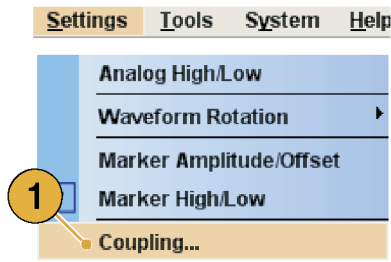 Settings Tools System Help
Analog High/Low
Waveform Rotation
Marker Amplitude/Offset
Marker High/Low
1
Coupling...